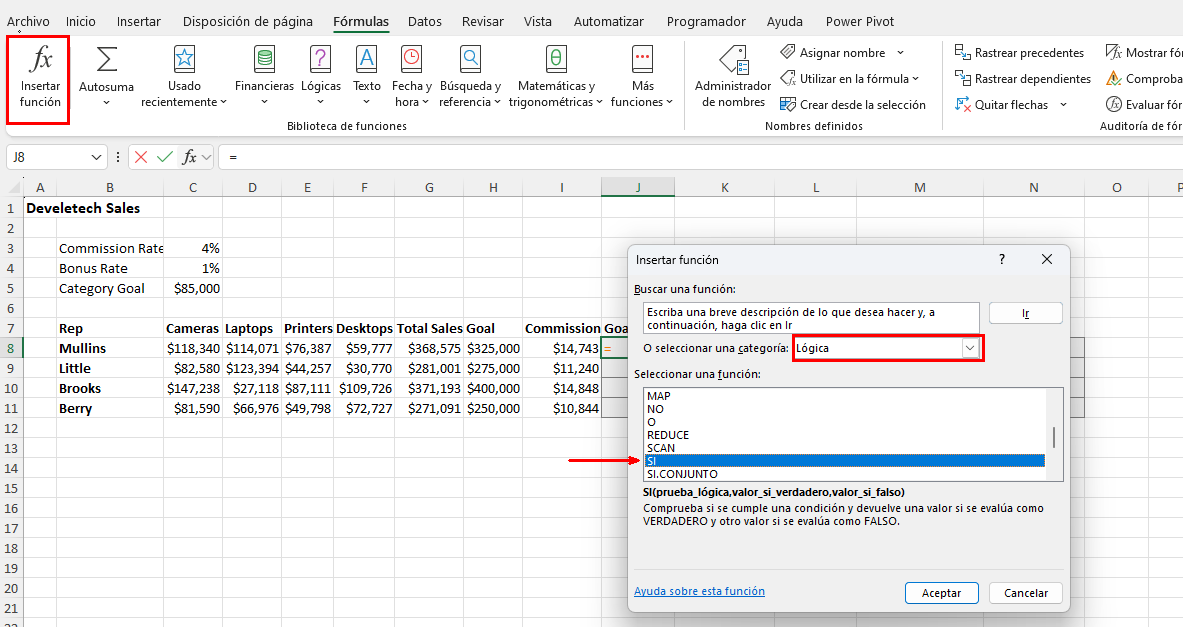 Archivo Inicio Insertar Disposición de página Fórmulas Datos Revisar Vista Automatizar Programador Ayuda Power Pivot
fx Insertar función
Autosuma
Usado recientemente
Financieras
Lógicas
Texto
Fecha y hora
Búsqueda y referencia
Matemáticas y trigonométricas
Más funciones
Biblioteca de funciones
Administrador de nombres
Asignar nombre
Utilizar en la fórmula
Crear desde la selección
Nombres definidos
Rastrear precedentes
Rastrear dependientes
Quitar flechas
Mostrar fór
Comproba
Evaluar fór
Auditoría de fór
J8 fx =
A B C D E F G H I J K L M N O P
1 Develetech Sales
2
3 Commission Rate 4%
4 Bonus Rate 1%
5 Category Goal $85,000
6
7 Rep Cameras Laptops Printers Desktops Total Sales Goal Commission Goa
8 Mullins $118,340 $114,071 $76,387 $59,777 $368,575 $325,000 $14,743 =
9 Little $82,580 $123,394 $44,257 $30,770 $281,001 $275,000 $11,240
10 Brooks $147,238 $27,118 $87,111 $109,726 $371,193 $400,000 $14,848
11 Berry $81,590 $66,976 $49,798 $72,727 $271,091 $250,000 $10,844
12
13
14
15
16
17
18
19
20
21
Insertar función ?
Buscar una función:
Escriba una breve descripción de lo que desea hacer y, a
continuación, haga clic en Ir
Ir
O seleccionar una categoría: Lógica
Seleccionar una función:
MAP
NO
O
REDUCE
SCAN
SI
SI.CONJUNTO
SI(prueba_lógica,valor_si_verdadero,valor_si_falso)
Comprueba si se cumple una condición y devuelve una valor si se evalúa como
VERDADERO y otro valor si se evalúa como FALSO.
Ayuda sobre esta función
Aceptar
Cancelar